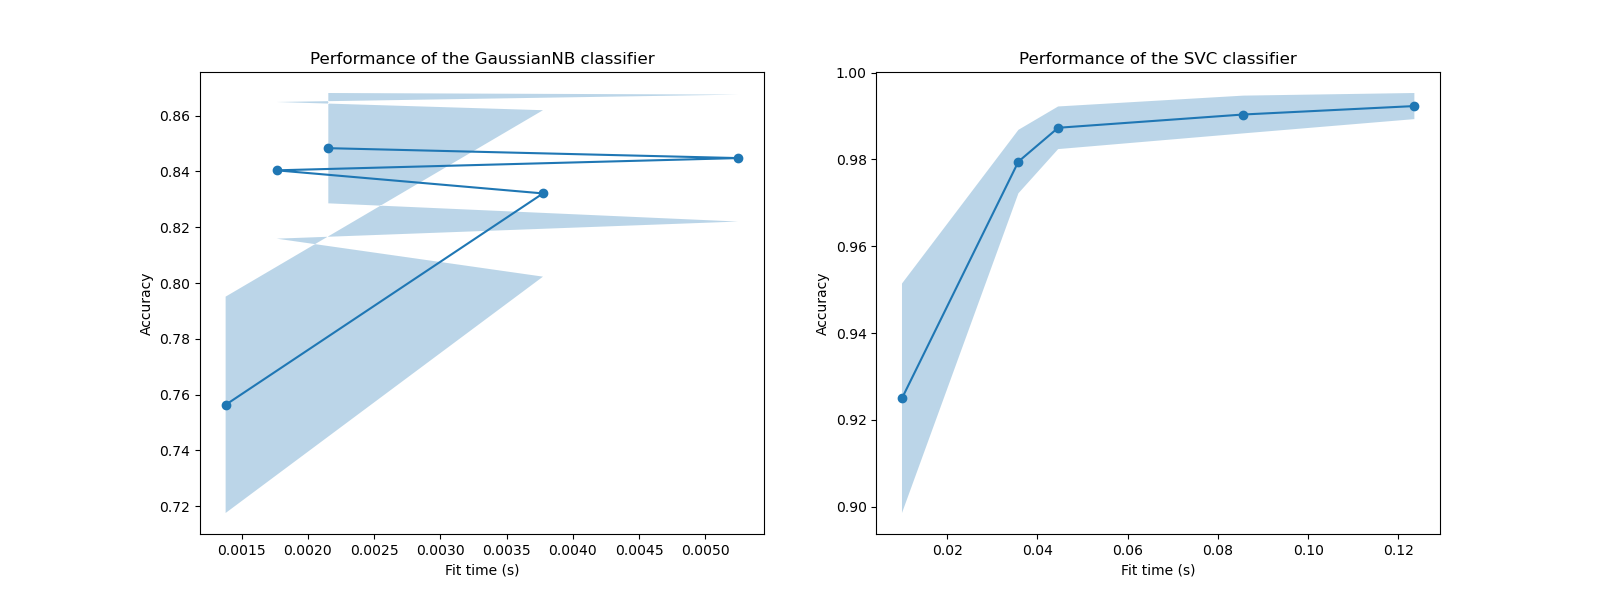 Performance of the GaussianNB classifier
0.86
0.84
0.82
0.80
0.78
0.76
0.74
0.72
Accuracy
0.0015 0.0020 0.0025 0.0030 0.0035 0.0040 0.0045 0.0050
Fit time (s)
Performance of the SVC classifier
1.00
0.98
0.96
0.94
0.92
0.90
Accuracy
0.02 0.04 0.06 0.08 0.10 0.12
Fit time (s)